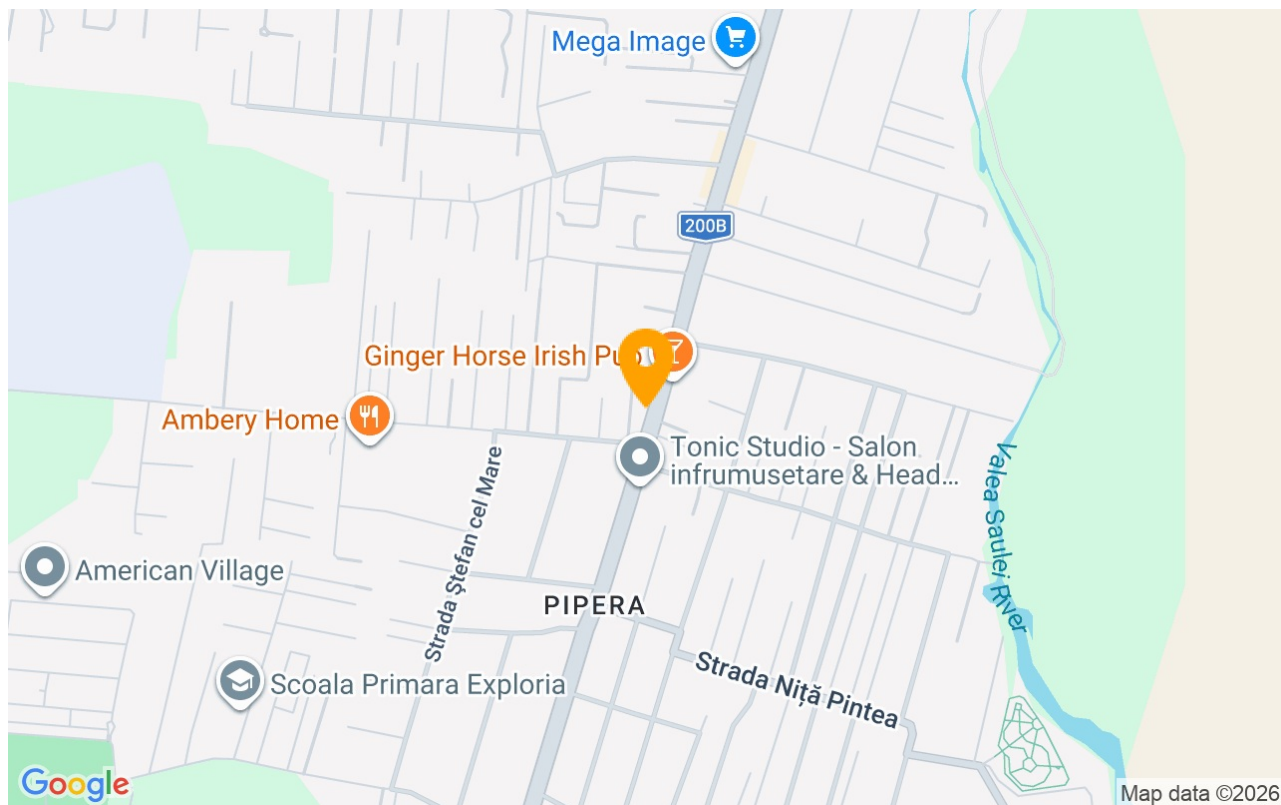 Mega Image
200B
Ginger Horse Irish Pub
Ambery Home
Tonic Studio - Salon
infrumusetare & Head...
Strada Ștefan cel Mare
Valea Saulei River
American Village
PIPERA
Scoala Primara Exploria
Strada Niță Pintea
Google
Map data ©2026